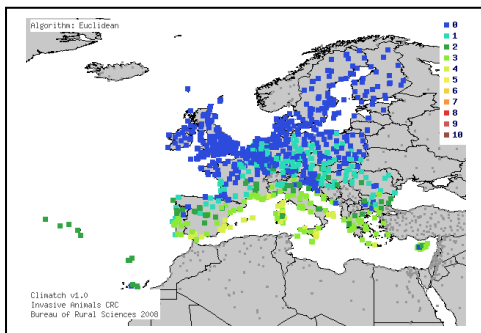 Algorithm: Euclidean
0
1
2
3
4
5
6
7
8
9
10
Climatch v1.0
Invasive Animals CRC
Bureau of Rural Sciences 2008